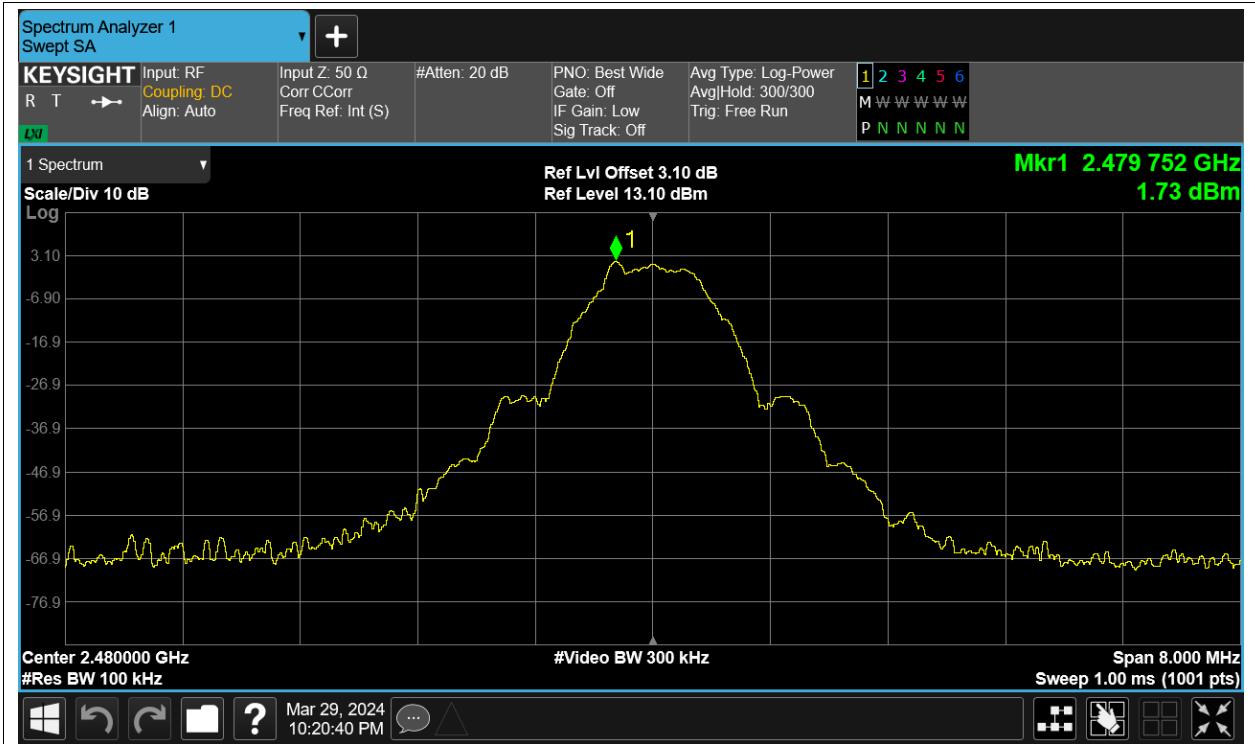 Spectrum Analyzer 1
Swept SA
KEYSIGHT
R T
LXI
Input: RF
Coupling: DC
Align: Auto
Input Z: 50 Ω
Corr CCorr
Freq Ref: Int (S)
#Atten: 20 dB
PNO: Best Wide
Gate: Off
IF Gain: Low
Sig Track: Off
Avg Type: Log-Power
Avg|Hold: 300/300
Trig: Free Run
1 2 3 4 5 6
M W W W W W
P N N N N N
1 Spectrum
Scale/Div 10 dB
Log
Ref Lvl Offset 3.10 dB
Ref Level 13.10 dBm
Mkr1 2.479 752 GHz
1.73 dBm
1
3.10
-6.90
-16.9
-26.9
-36.9
-46.9
-56.9
-66.9
-76.9
Center 2.480000 GHz
#Res BW 100 kHz
#Video BW 300 kHz
Span 8.000 MHz
Sweep 1.00 ms (1001 pts)
?
Mar 29, 2024
10:20:40 PM